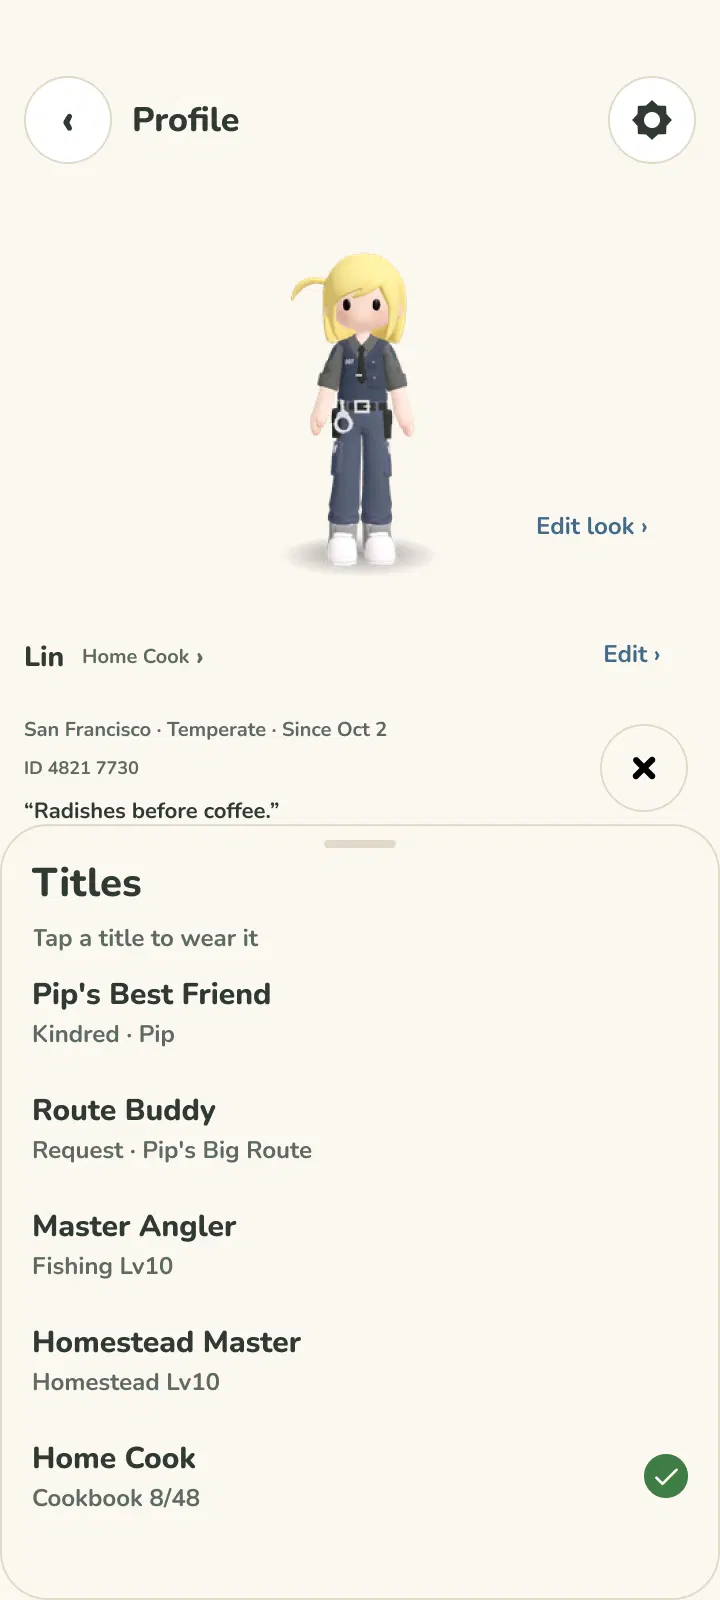 ‹ Profile
Edit look ›
Lin Home Cook › Edit ›
San Francisco · Temperate · Since Oct 2
ID 4821 7730
“Radishes before coffee.”
Titles
Tap a title to wear it
Pip's Best Friend
Kindred · Pip
Route Buddy
Request · Pip's Big Route
Master Angler
Fishing Lv10
Homestead Master
Homestead Lv10
Home Cook
Cookbook 8/48